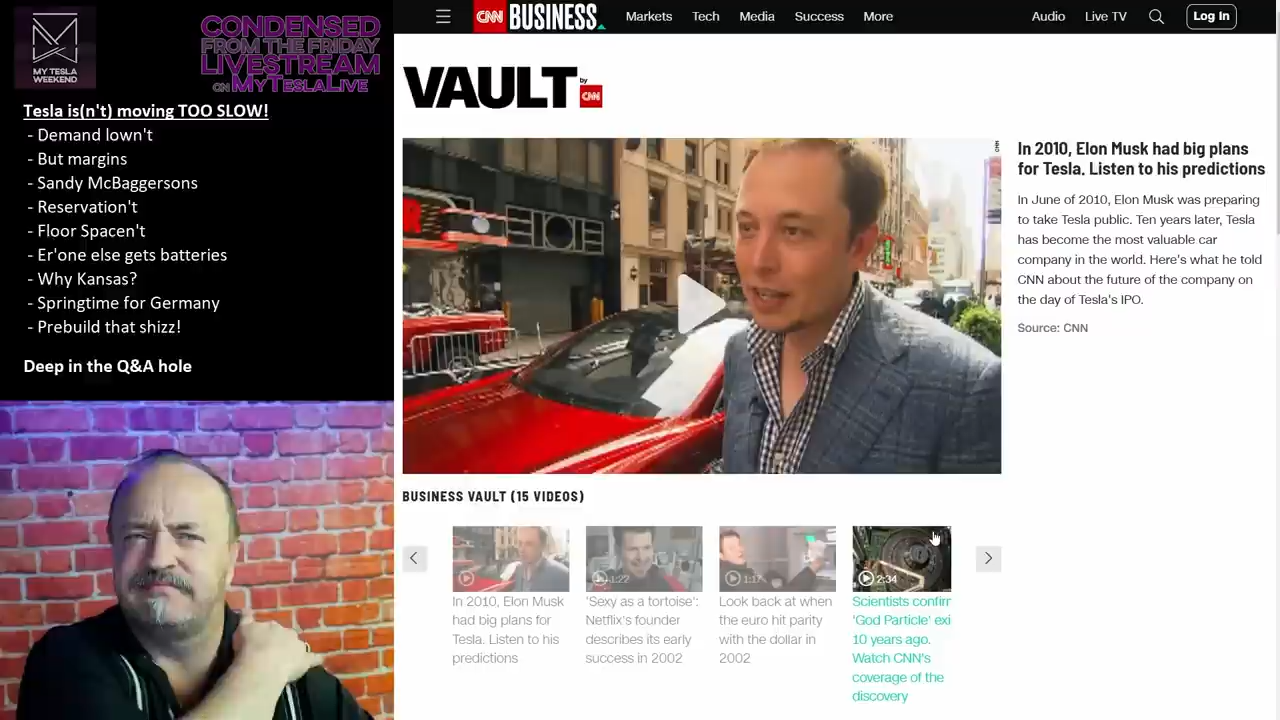 MY TESLA
WEEKEND
CONDENSED
FROM THE FRIDAY
LIVESTREAM
ON MYTESLALIVE
Tesla is(n't) moving TOO SLOW!
- Demand lown't
- But margins
- Sandy McBaggersons
- Reservation't
- Floor Spacen't
- Er'one else gets batteries
- Why Kansas?
- Springtime for Germany
- Prebuild that shizz!
Deep in the Q&A hole
CNN BUSINESS
Markets
Tech
Media
Success
More
Audio
Live TV
Log In
VAULT by CNN
CNN
In 2010, Elon Musk had big plans
for Tesla. Listen to his predictions
In June of 2010, Elon Musk was preparing
to take Tesla public. Ten years later, Tesla
has become the most valuable car
company in the world. Here's what he told
CNN about the future of the company on
the day of Tesla's IPO.
Source: CNN
BUSINESS VAULT (15 VIDEOS)
In 2010, Elon Musk
had big plans for
Tesla. Listen to his
predictions
1:22
'Sexy as a tortoise':
Netflix's founder
describes its early
success in 2002
1:17
Look back at when
the euro hit parity
with the dollar in
2002
2:34
Scientists confirr
'God Particle' exi
10 years ago.
Watch CNN's
coverage of the
discovery